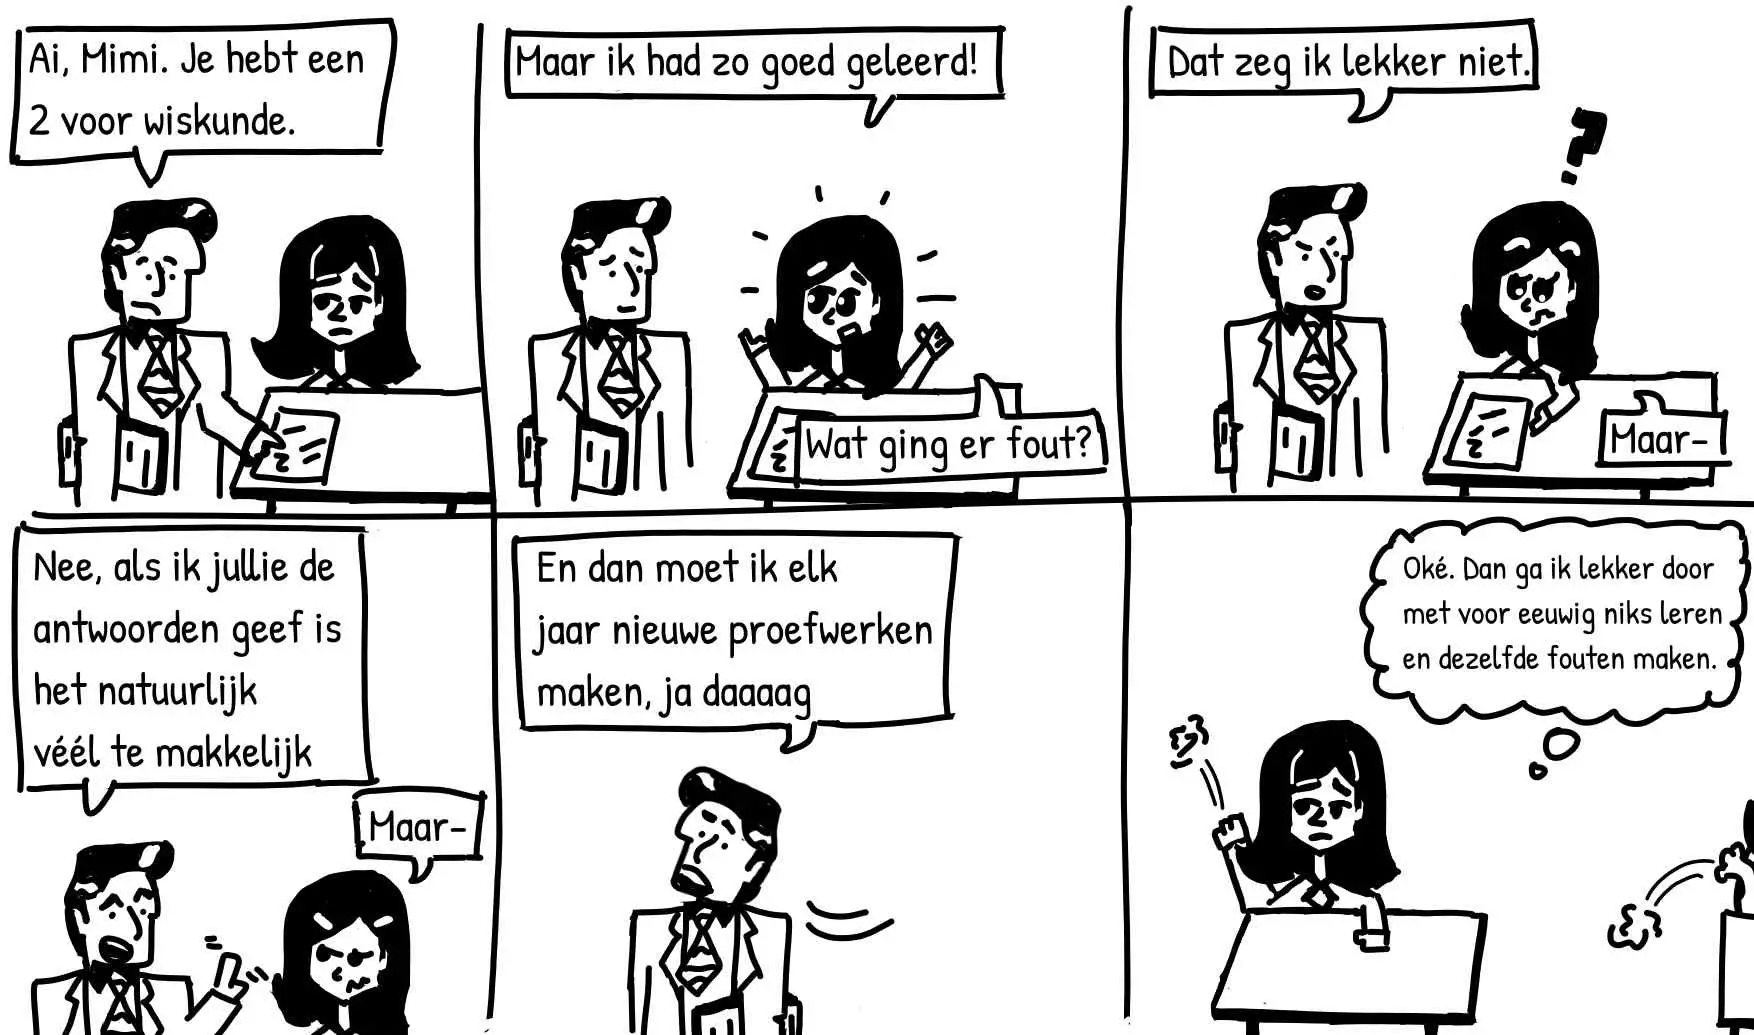 Ai, Mimi. Je hebt een
2 voor wiskunde.
Maar ik had zo goed geleerd!
Wat ging er fout?
Dat zeg ik lekker niet.
?
Maar-
Nee, als ik jullie de
antwoorden geef is
het natuurlijk
véél te makkelijk
Maar-
En dan moet ik elk
jaar nieuwe proefwerken
maken, ja daaaag
Oké. Dan ga ik lekker door
met voor eeuwig niks leren
en dezelfde fouten maken.